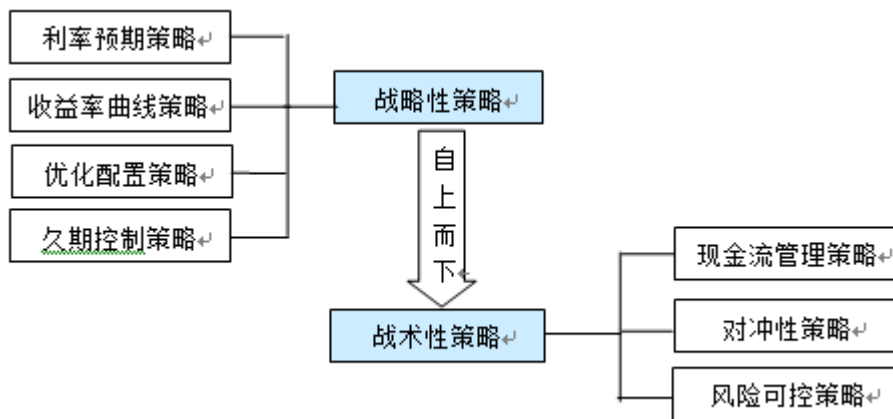 利率预期策略
收益率曲线策略
优化配置策略
久期控制策略
战略性策略
自
上
而
下
战术性策略
现金流管理策略
对冲性策略
风险可控策略